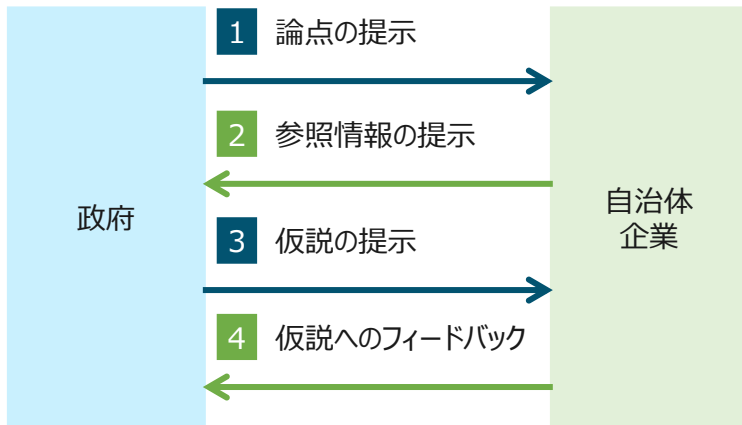 1 論点の提示
2 参照情報の提示
政府
自治体
企業
3 仮説の提示
4 仮説へのフィードバック